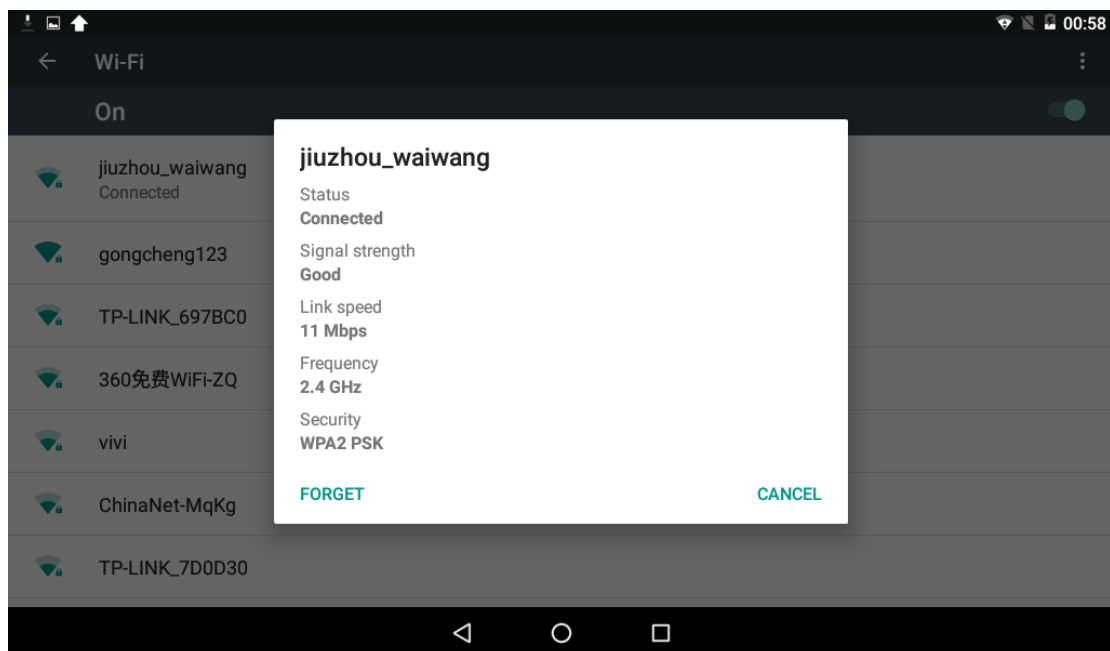 00:58
Wi-Fi
On
jiuzhou_waiwang
Connected
gongcheng123
TP-LINK_697BC0
360免费WiFi-ZQ
vivi
ChinaNet-MqKg
TP-LINK_7D0D30
jiuzhou_waiwang
Status
Connected
Signal strength
Good
Link speed
11 Mbps
Frequency
2.4 GHz
Security
WPA2 PSK
FORGET
CANCEL